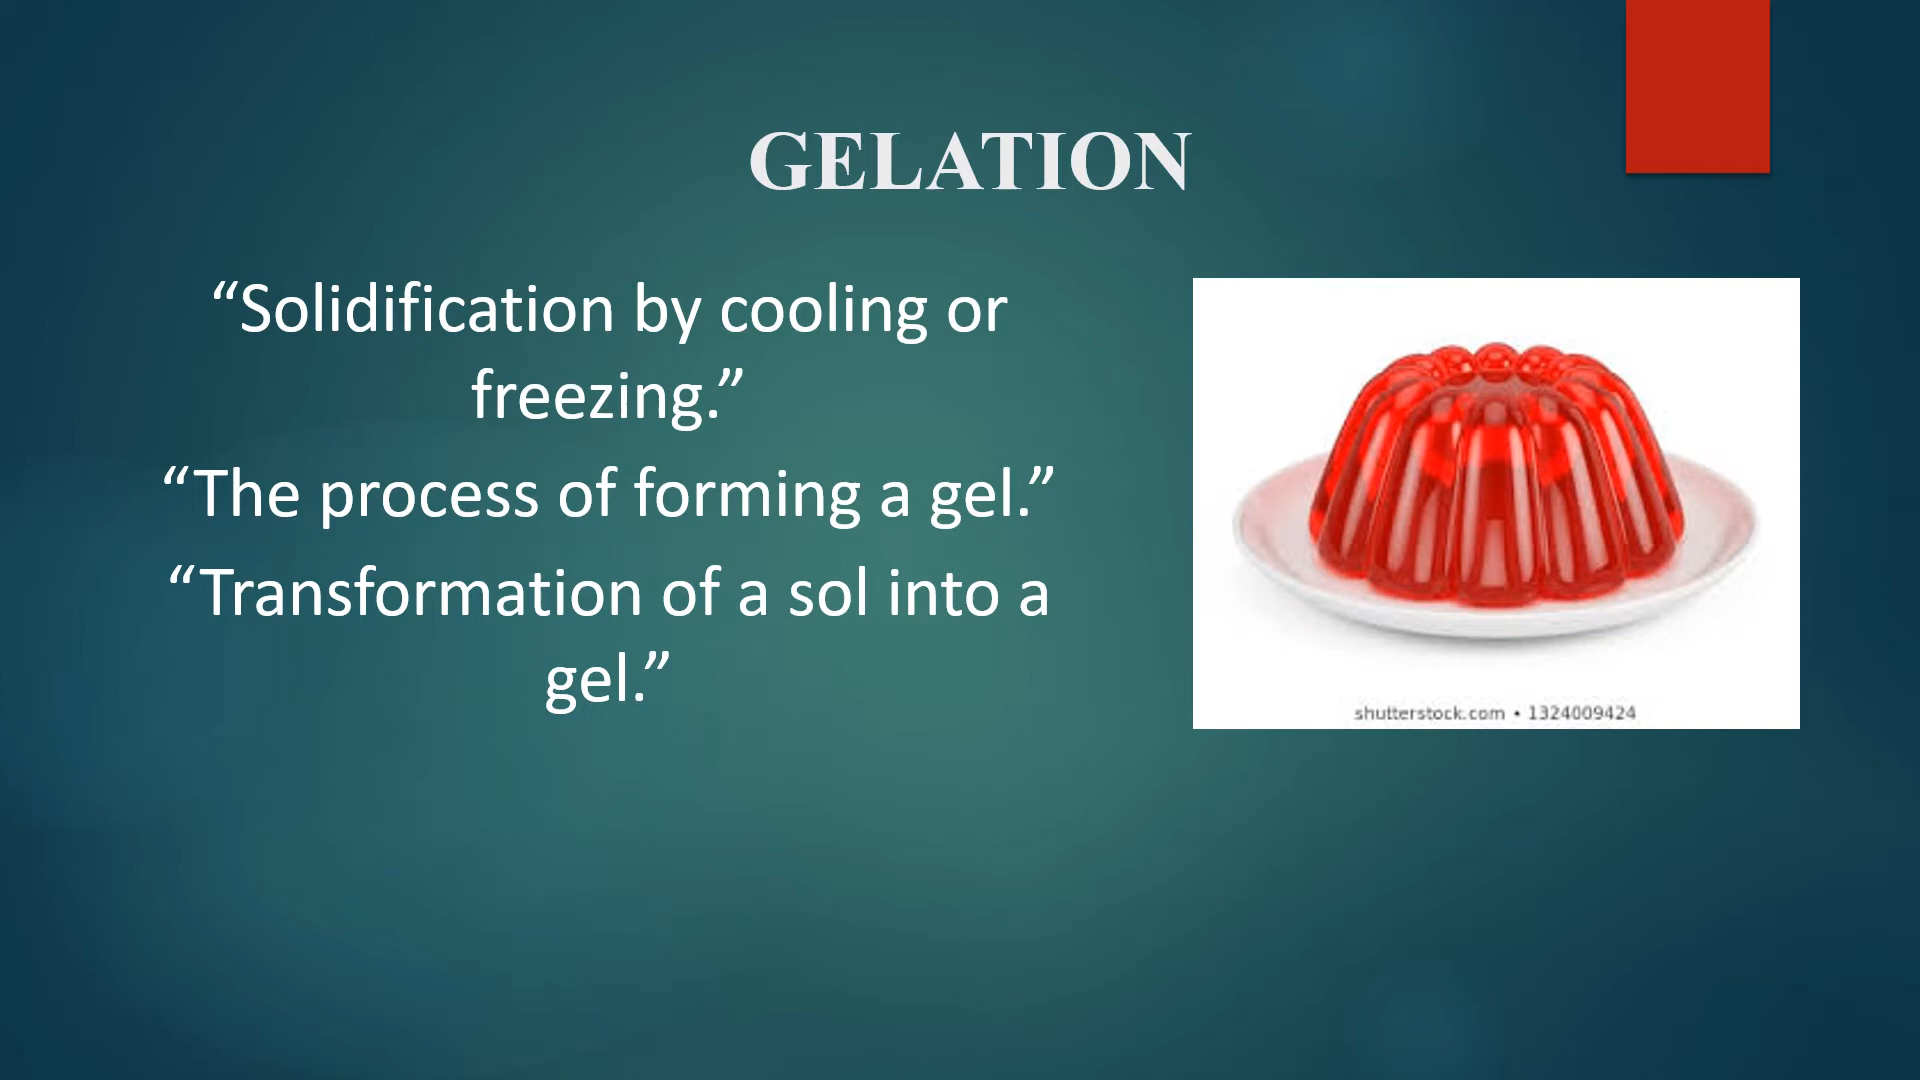 GELATION
“Solidification by cooling or
freezing.”
“The process of forming a gel.”
“Transformation of a sol into a
gel.”
shutterstock.com • 1324009424